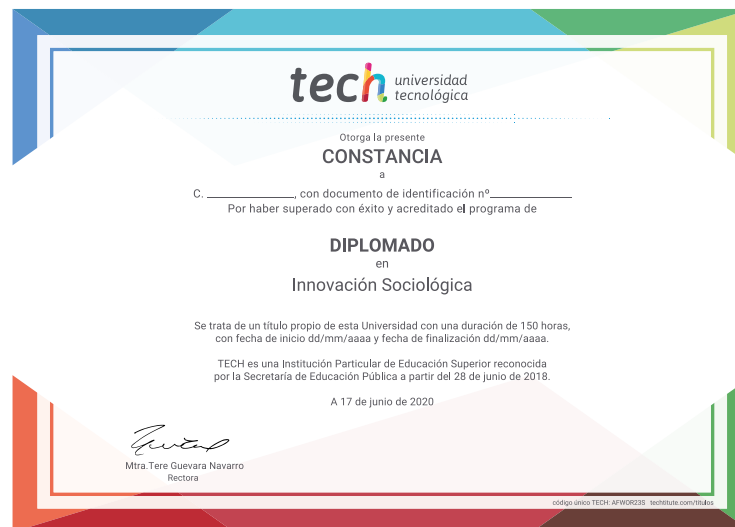 tech universidad
tecnológica
Otorga la presente
CONSTANCIA
a
C. ______________, con documento de identificación nº______________
Por haber superado con éxito y acreditado el programa de
DIPLOMADO
en
Innovación Sociológica
Se trata de un título propio de esta Universidad con una duración de 150 horas,
con fecha de inicio dd/mm/aaaa y fecha de finalización dd/mm/aaaa.
TECH es una Institución Particular de Educación Superior reconocida
por la Secretaría de Educación Pública a partir del 28 de junio de 2018.
A 17 de junio de 2020
Mtra.Tere Guevara Navarro
Rectora
código único TECH: AFWOR23S techtitute.com/títulos